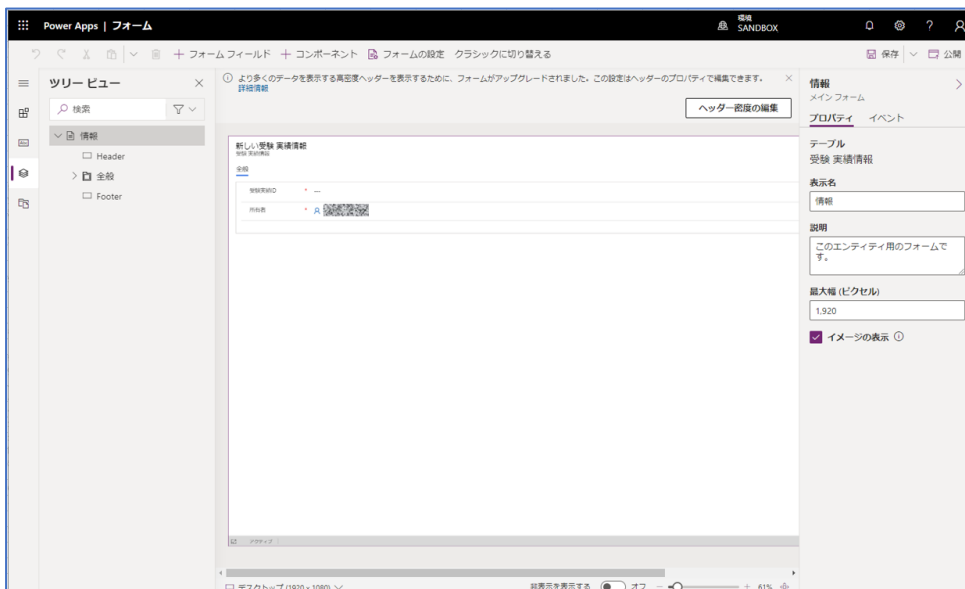 Power Apps | フォーム
環境
SANDBOX
?
+ フォーム フィールド + コンポーネント フォームの設定 クラシックに切り替える
保存
公開
ツリー ビュー
検索
情報
Header
全般
Footer
より多くのデータを表示する高密度ヘッダーを表示するために、フォームがアップグレードされました。この設定はヘッダーのプロパティで編集できます。
詳細情報
ヘッダー密度の編集
新しい受験 実績情報
受験 実績情報
全般
受験実績ID * ---
所有者 *
アクティブ
デスクトップ (1920 x 1080)
非表示を表示する オフ - + 61%
情報
メイン フォーム
プロパティ イベント
テーブル
受験 実績情報
表示名
情報
説明
このエンティティ用のフォームで
す。
最大幅 (ピクセル)
1.920
イメージの表示